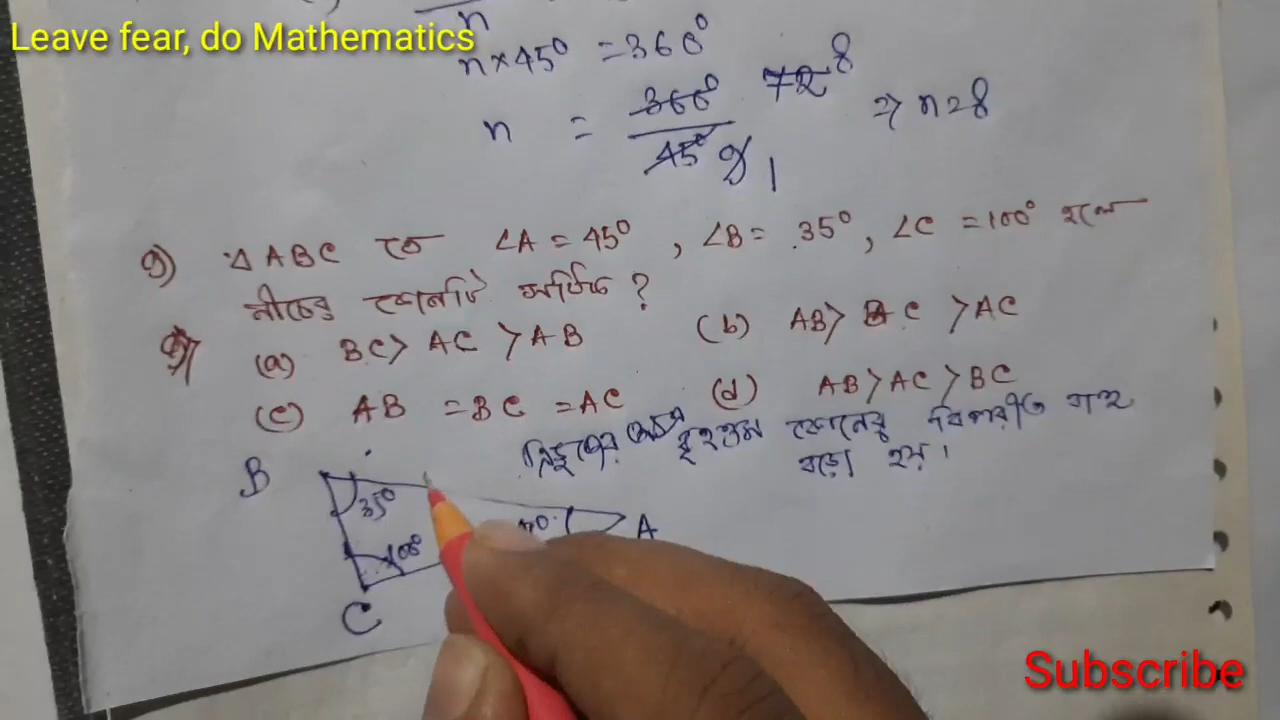 n
Leave fear, do Mathematics
n×45° = 360°
n = 360°/45° 72 8 9 1 ⇒ n=8
9) △ABC তে ∠A = 45°, ∠B = 35°, ∠C = 100° হলে
নীচের কোনটি সঠিক?
(a) BC> AC >AB (b) AB> BC >AC
(c) AB =BC =AC (d) AB>AC>BC
ত্রিভুজের বৃহত্তম কোনের বিপরীত বাহু
বড়ো হয়।
B 35°
A
100°
C
Subscribe